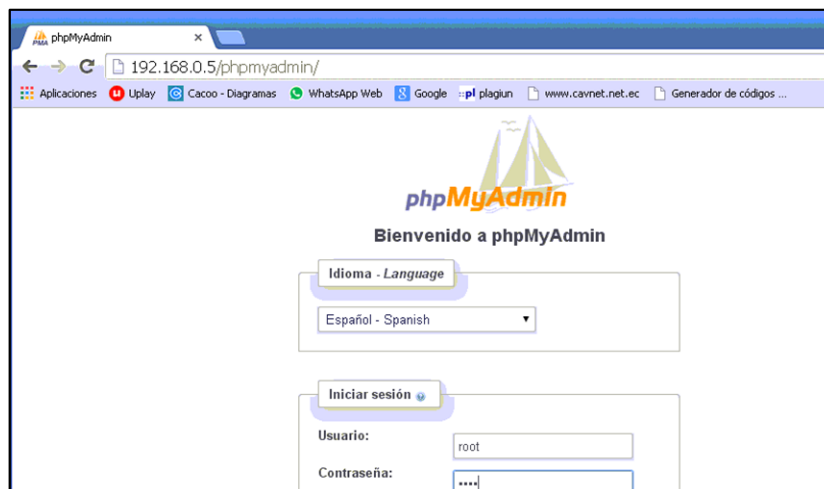 phpMyAdmin
192.168.0.5/phpmyadmin/
Aplicaciones Uplay Cacoo - Diagramas WhatsApp Web Google plagiun www.cavnet.net.ec Generador de códigos ...
phpMyAdmin
Bienvenido a phpMyAdmin
Idioma - Language
Español - Spanish
Iniciar sesión
Usuario:
root
Contraseña:
••••